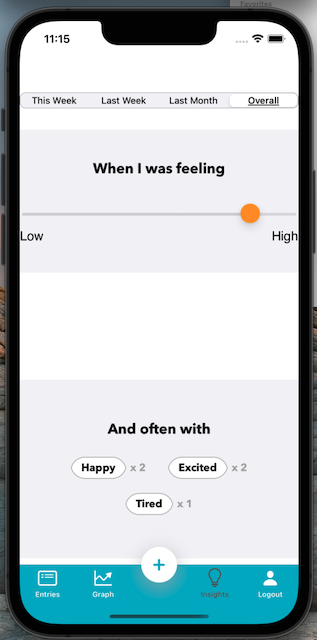 Favorites
11:15
This Week Last Week Last Month Overall
When I was feeling
Low High
And often with
Happy x 2 Excited x 2
Tired x 1
+
Entries Graph Insights Logout